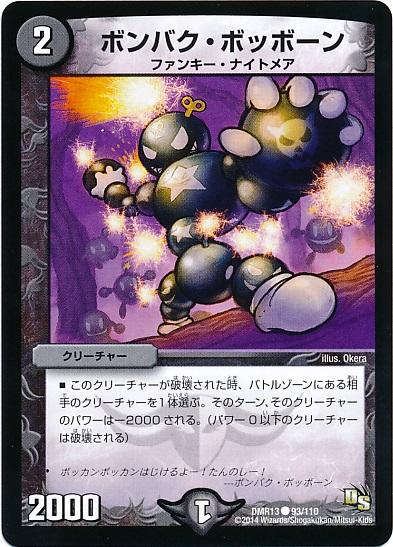 2
ボンバク・ボッボーン
ファンキー・ナイトメア
illus. Okera
クリーチャー
■ このクリーチャーが破壊された時、バトルゾーンにある相
手のクリーチャーを1体選ぶ。そのターン、そのクリーチャー
のパワーは－2000 される。（パワー 0以下のクリーチャー
は破壊される）
• ボッカンボッカンはじけるよー！たんのしー！
---ボンバク・ボッボーン
2000
1
DS
DMR13 ● 93/110
©2014 Wizards/Shogakukan/Mitsui-Kids